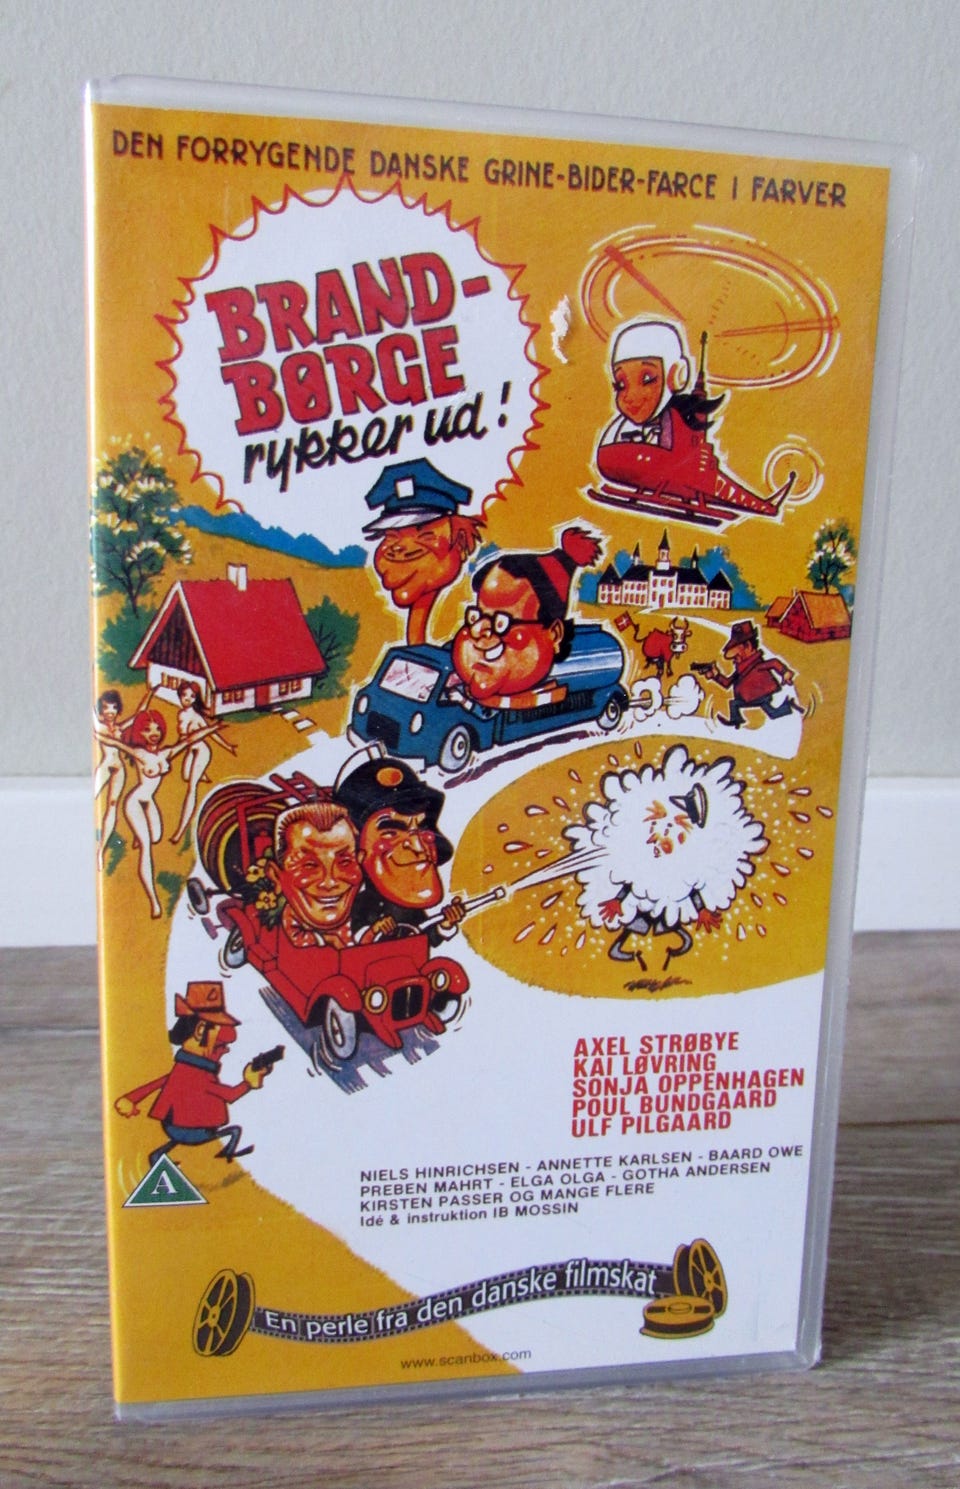 DEN FORRYGENDE DANSKE GRINE-BIDER-FARCE I FARVER
BRAND-
BØRGE
rykker ud!
AXEL STRØBYE
KAI LØVRING
SONJA OPPENHAGEN
POUL BUNDGAARD
ULF PILGAARD
NIELS HINRICHSEN - ANNETTE KARLSEN - BAARD OWE
PREBEN MAHRT - ELGA OLGA - GOTHA ANDERSEN
KIRSTEN PASSER OG MANGE FLERE
Idé & instruktion IB MOSSIN
A
En perle fra den danske filmskat
www.scanbox.com